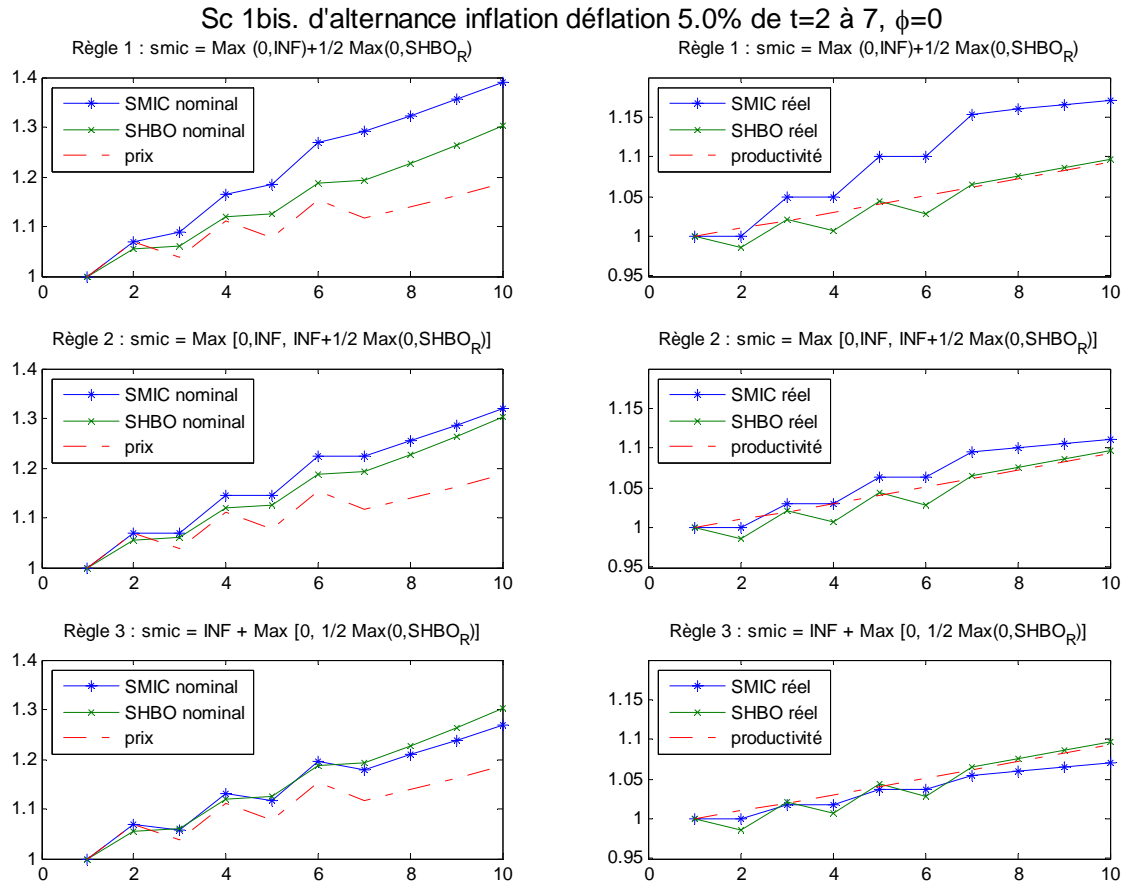 Sc 1bis. d'alternance inflation déflation 5.0% de t=2 à 7, ϕ=0
Règle 1 : smic = Max (0,INF)+1/2 Max(0,SHBO_R)
1.4
1.3
1.2
1.1
1
0 2 4 6 8 10
SMIC nominal
SHBO nominal
prix
Règle 1 : smic = Max (0,INF)+1/2 Max(0,SHBO_R)
1.15
1.1
1.05
1
0.95
0 2 4 6 8 10
SMIC réel
SHBO réel
productivité
Règle 2 : smic = Max [0,INF, INF+1/2 Max(0,SHBO_R)]
1.4
1.3
1.2
1.1
1
0 2 4 6 8 10
SMIC nominal
SHBO nominal
prix
Règle 2 : smic = Max [0,INF, INF+1/2 Max(0,SHBO_R)]
1.15
1.1
1.05
1
0.95
0 2 4 6 8 10
SMIC réel
SHBO réel
productivité
Règle 3 : smic = INF + Max [0, 1/2 Max(0,SHBO_R)]
1.4
1.3
1.2
1.1
1
0 2 4 6 8 10
SMIC nominal
SHBO nominal
prix
Règle 3 : smic = INF + Max [0, 1/2 Max(0,SHBO_R)]
1.15
1.1
1.05
1
0.95
0 2 4 6 8 10
SMIC réel
SHBO réel
productivité